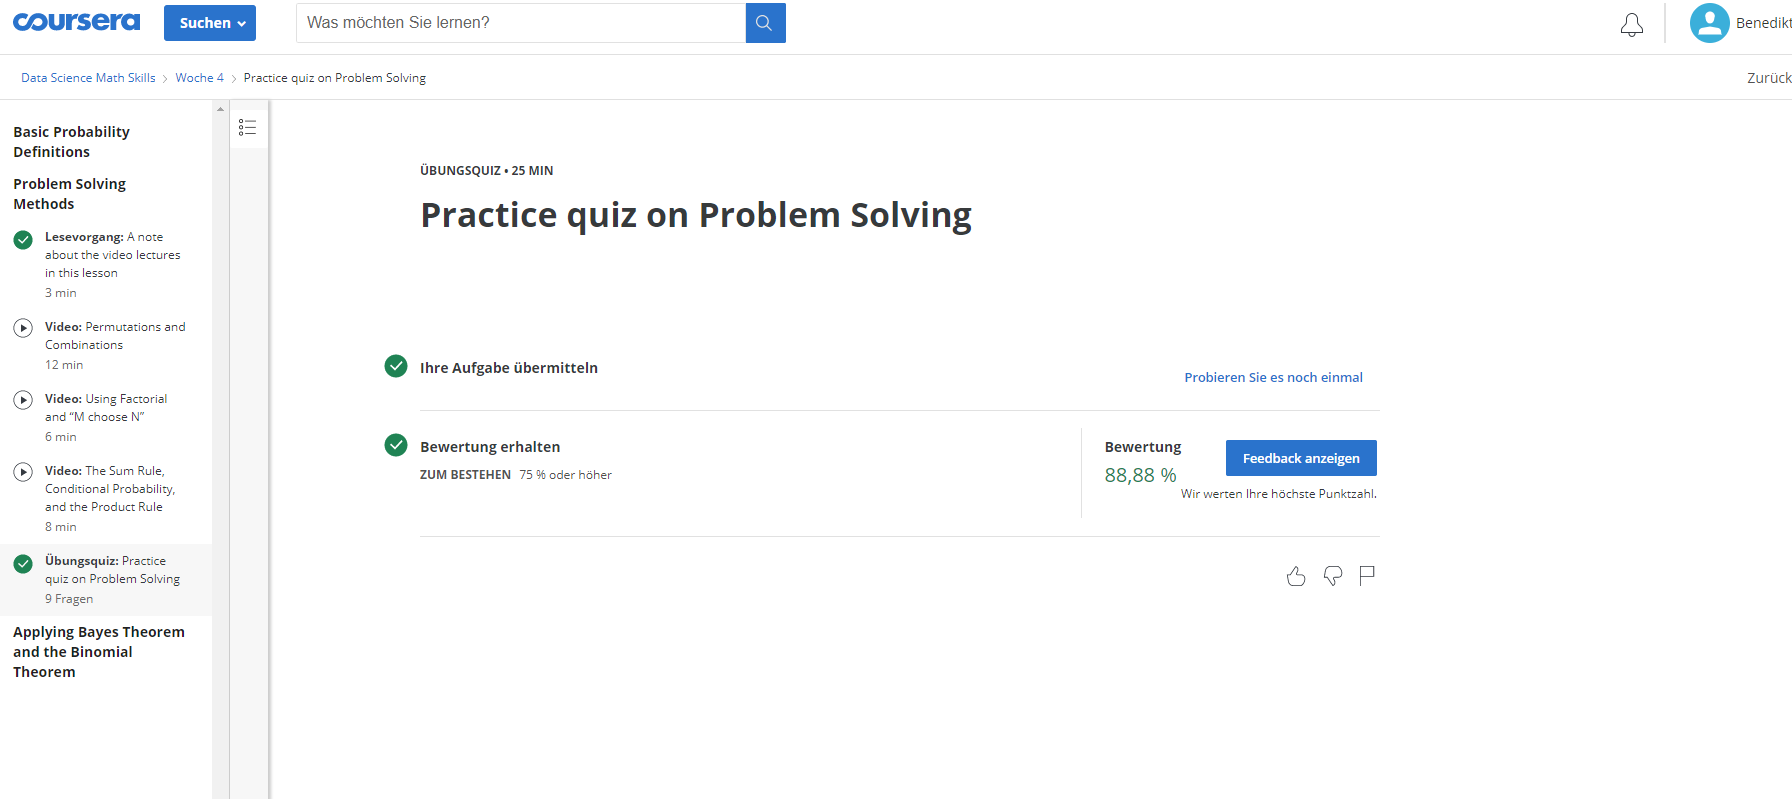 coursera
Suchen
Was möchten Sie lernen?
Benedikt
Data Science Math Skills
Woche 4
Practice quiz on Problem Solving
Zurück
Basic Probability
Definitions
Problem Solving
Methods
Lesevorgang: A note
about the video lectures
in this lesson
3 min
Video: Permutations and
Combinations
12 min
Video: Using Factorial
and “M choose N”
6 min
Video: The Sum Rule,
Conditional Probability,
and the Product Rule
8 min
Übungsquiz: Practice
quiz on Problem Solving
9 Fragen
Applying Bayes Theorem
and the Binomial
Theorem
ÜBUNGSQUIZ • 25 MIN
Practice quiz on Problem Solving
Ihre Aufgabe übermitteln
Probieren Sie es noch einmal
Bewertung erhalten
ZUM BESTEHEN 75 % oder höher
Bewertung
88,88 %
Feedback anzeigen
Wir werten Ihre höchste Punktzahl.